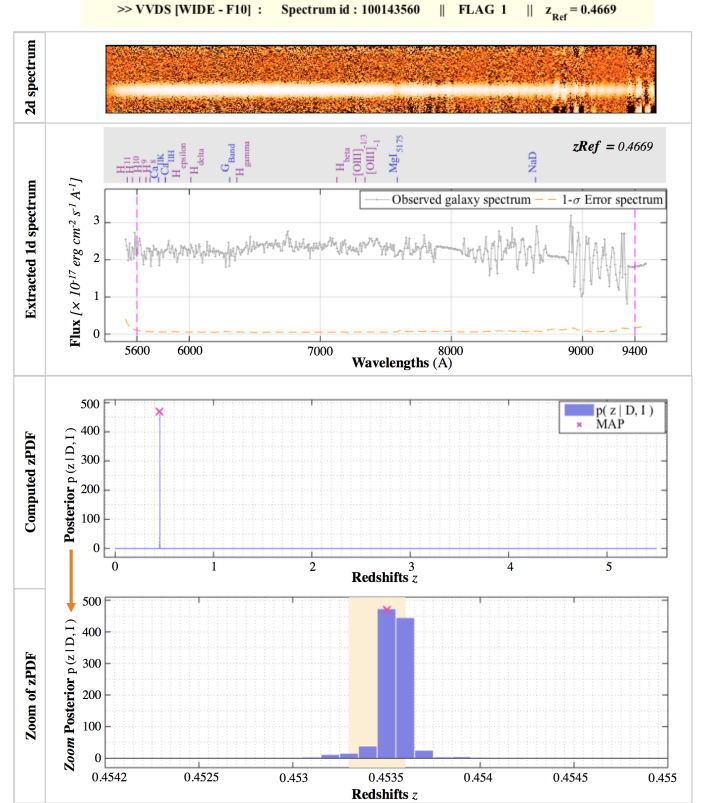 >> VVDS [WIDE - F10] : Spectrum id : 100143560 || FLAG 1 || z_Ref = 0.4669
2d spectrum
Extracted 1d spectrum
H11
H10
H9
H8
CaIIK
CaIIH
H epsilon
H delta
G Band
H gamma
H beta
[OIII]-1/3
[OIII]-1
MgI 5175
NaD
zRef = 0.4669
Observed galaxy spectrum
1-σ Error spectrum
Flux [× 10⁻¹⁷ erg cm⁻² s⁻¹ A⁻¹]
3
2
1
0
5600 6000 7000 8000 9000 9400
Wavelengths (A)
Computed zPDF
Posterior p (z | D, I)
500
400
300
200
100
0
p( z | D, I )
MAP
0 1 2 3 4 5
Redshifts z
Zoom of zPDF
Zoom Posterior p (z | D, I)
500
400
300
200
100
0
0.4542 0.4525 0.453 0.4535 0.454 0.4545 0.455
Redshifts z